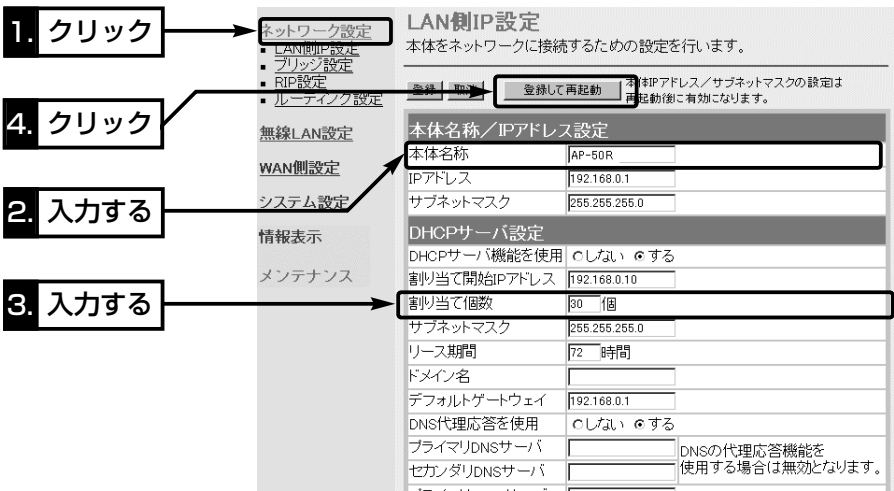 1. クリック
4. クリック
2. 入力する
3. 入力する
ネットワーク設定
LAN側IP設定
ブリッジ設定
RIP設定
ルーティング設定
無線LAN設定
WAN側設定
システム設定
情報表示
メンテナンス
LAN側IP設定
本体をネットワークに接続するための設定を行います。
登録 取消 登録して再起動 本体IPアドレス／サブネットマスクの設定は
再起動後に有効になります。
本体名称／IPアドレス設定
本体名称 AP-50R
IPアドレス 192.168.0.1
サブネットマスク 255.255.255.0
DHCPサーバ設定
DHCPサーバ機能を使用 しない する
割り当て開始IPアドレス 192.168.0.10
割り当て個数 30 個
サブネットマスク 255.255.255.0
リース期間 72 時間
ドメイン名
デフォルトゲートウェイ 192.168.0.1
DNS代理応答を使用 しない する
プライマリDNSサーバ DNSの代理応答機能を
セカンダリDNSサーバ 使用する場合は無効となります。